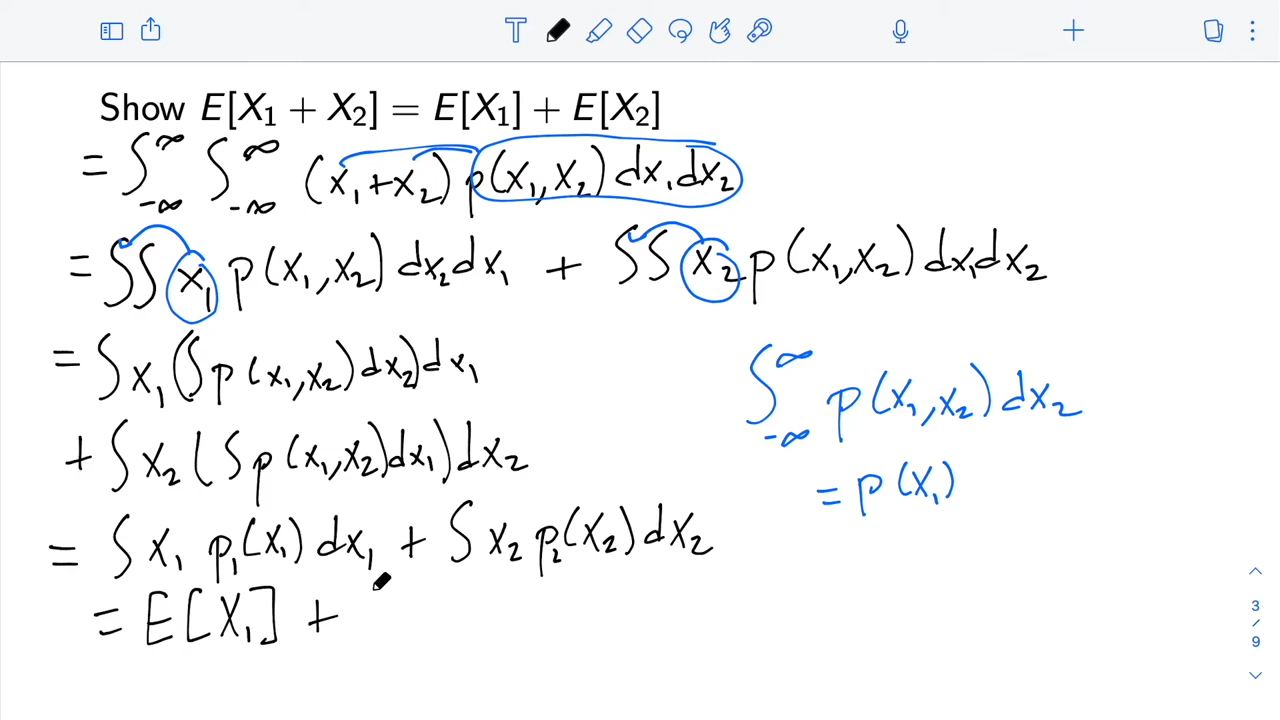 Show E[X₁ + X₂] = E[X₁] + E[X₂]
= ∫_{-∞}^{∞} ∫_{-∞}^{∞} (x₁+x₂) p(x₁,x₂) dx₁dx₂
= ∫∫ x₁ p(x₁,x₂) dx₂dx₁ + ∫∫ x₂ p(x₁,x₂) dx₁dx₂
= ∫ x₁ (∫ p(x₁,x₂) dx₂) dx₁
+ ∫ x₂ (∫ p(x₁,x₂) dx₁) dx₂
= ∫ x₁ p₁(x₁) dx₁ + ∫ x₂ p₂(x₂) dx₂
= E[X₁] +
∫_{-∞}^{∞} p(x₁,x₂) dx₂
= p(x₁)
3
/
9